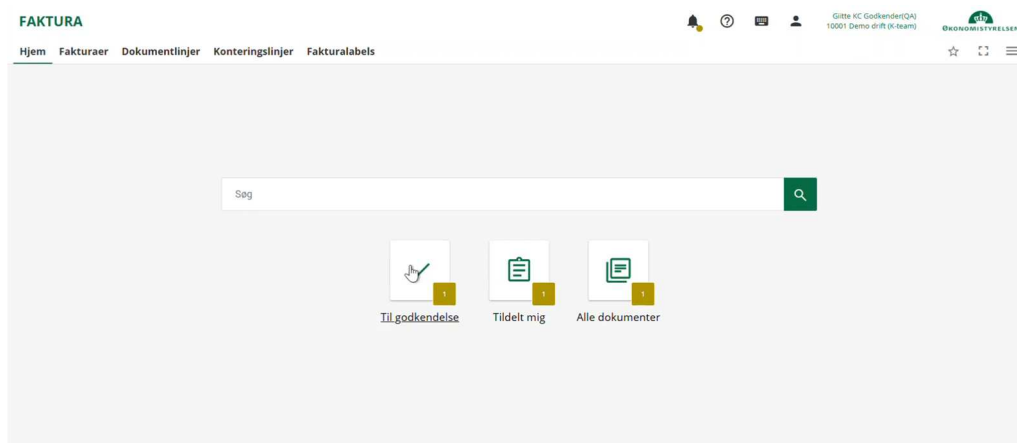 FAKTURA
Gitte KC Godkender(QA)
10001 Demo drift (K-team)
ØKONOMISTYRELSEN
Hjem Fakturaer Dokumentlinjer Konteringslinjer Fakturalabels
Søg
1 1 1
Til godkendelse Tildelt mig Alle dokumenter